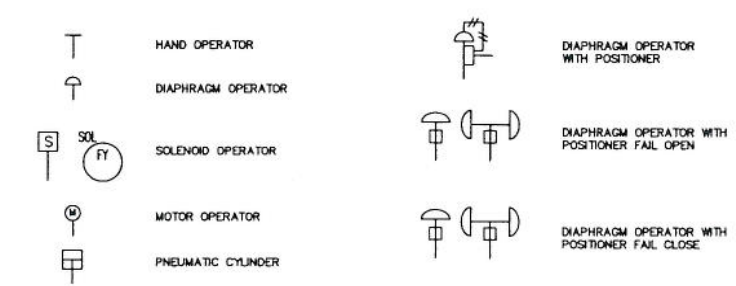 HAND OPERATOR
DIAPHRAGM OPERATOR
S
SOL
FY
SOLENOID OPERATOR
M
MOTOR OPERATOR
PNEUMATIC CYLINDER
DIAPHRAGM OPERATOR
WITH POSITIONER
DIAPHRAGM OPERATOR WITH
POSITIONER FAIL OPEN
DIAPHRAGM OPERATOR WITH
POSITIONER FAIL CLOSE